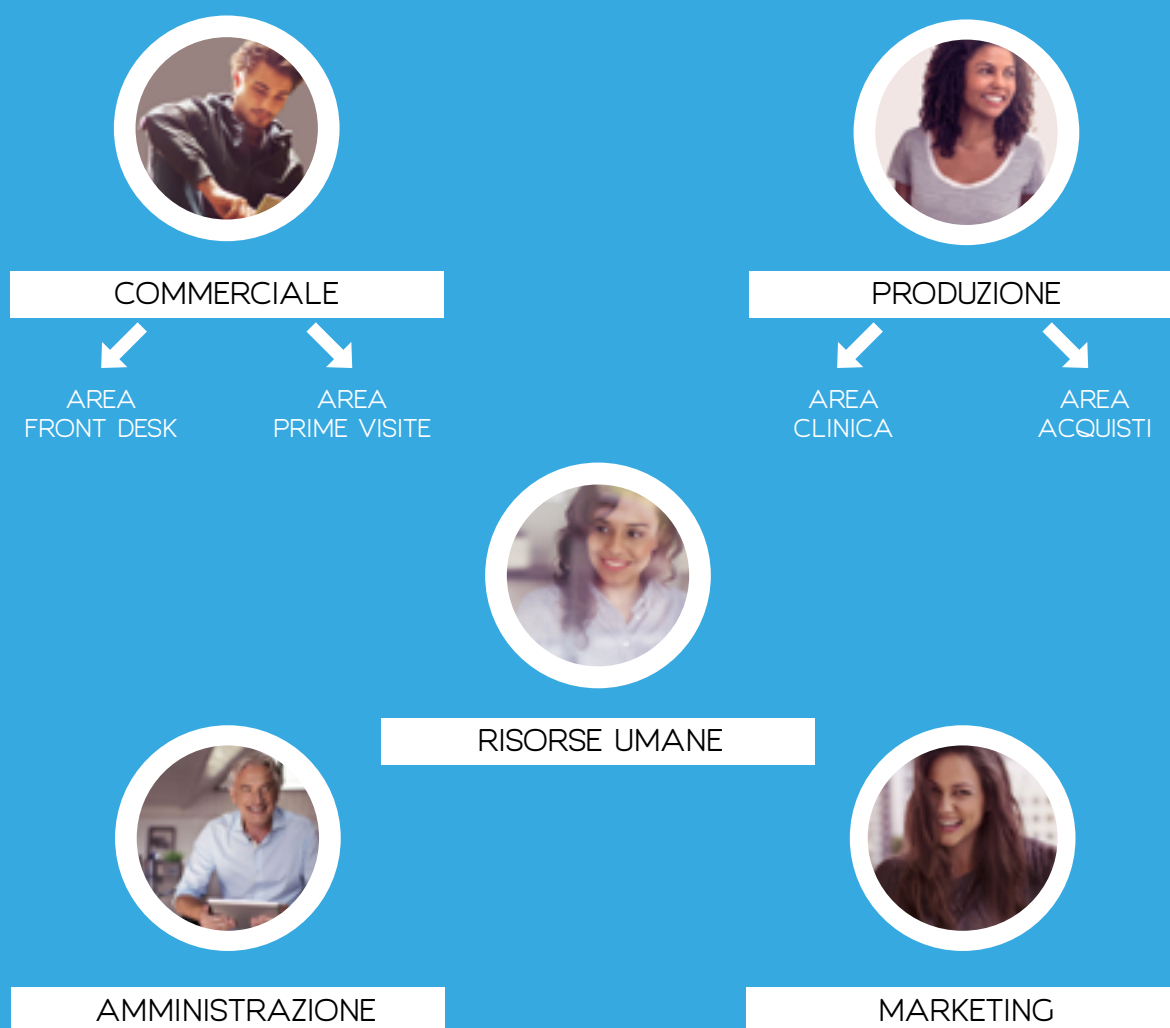 COMMERCIALE
PRODUZIONE
AREA
FRONT DESK
AREA
PRIME VISITE
AREA
CLINICA
AREA
ACQUISTI
RISORSE UMANE
AMMINISTRAZIONE
MARKETING